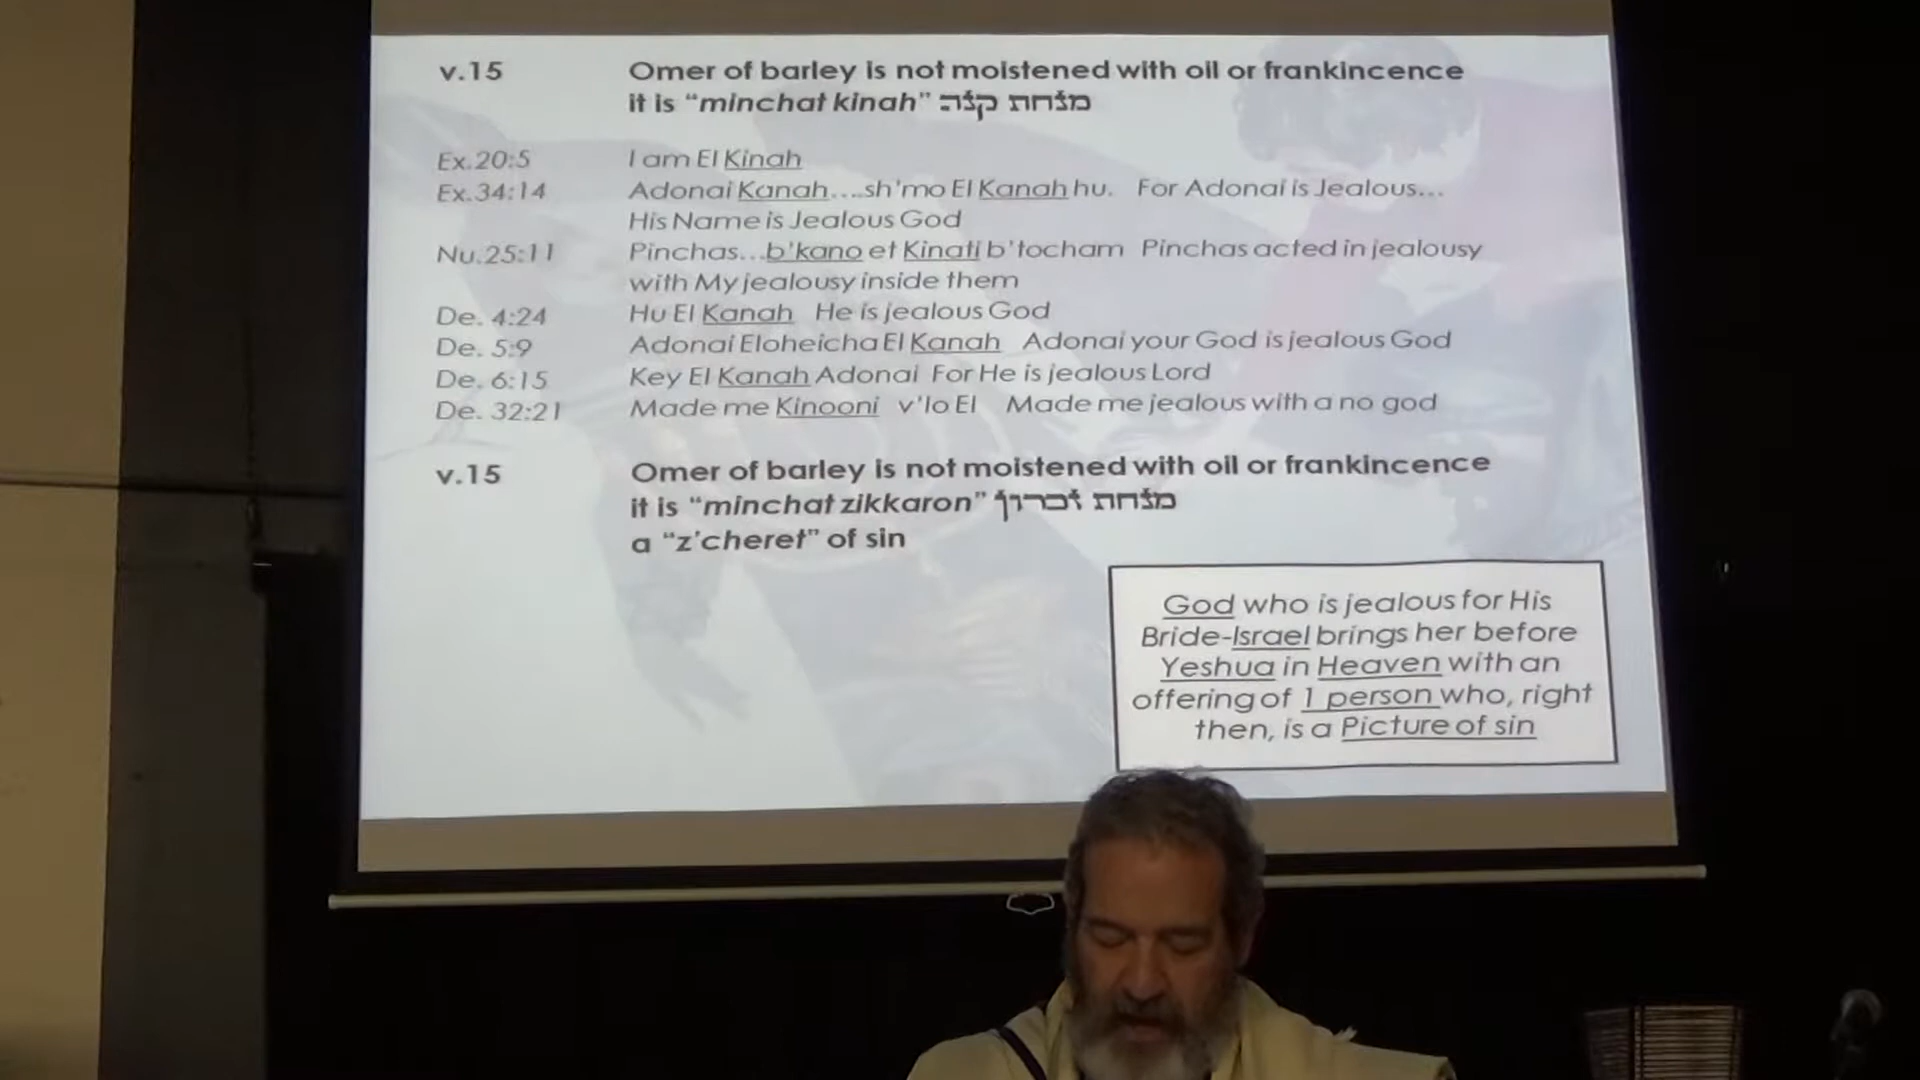 v.15 Omer of barley is not moistened with oil or frankincence
it is “minchat kinah” מנחת קנה
Ex.20:5 I am El Kinah
Ex.34:14 Adonai Kanah....sh'mo El Kanah hu. For Adonai is Jealous...
His Name is Jealous God
Nu.25:11 Pinchas...b'kano et Kinati b'tocham Pinchas acted in jealousy
with My jealousy inside them
De. 4:24 Hu El Kanah He is jealous God
De. 5:9 Adonai Eloheicha El Kanah Adonai your God is jealous God
De. 6:15 Key El Kanah Adonai For He is jealous Lord
De. 32:21 Made me Kinooni v'lo El Made me jealous with a no god
v.15 Omer of barley is not moistened with oil or frankincence
it is “minchat zikkaron” מנחת זכרון
a “z'cheret” of sin
God who is jealous for His
Bride-Israel brings her before
Yeshua in Heaven with an
offering of 1 person who, right
then, is a Picture of sin